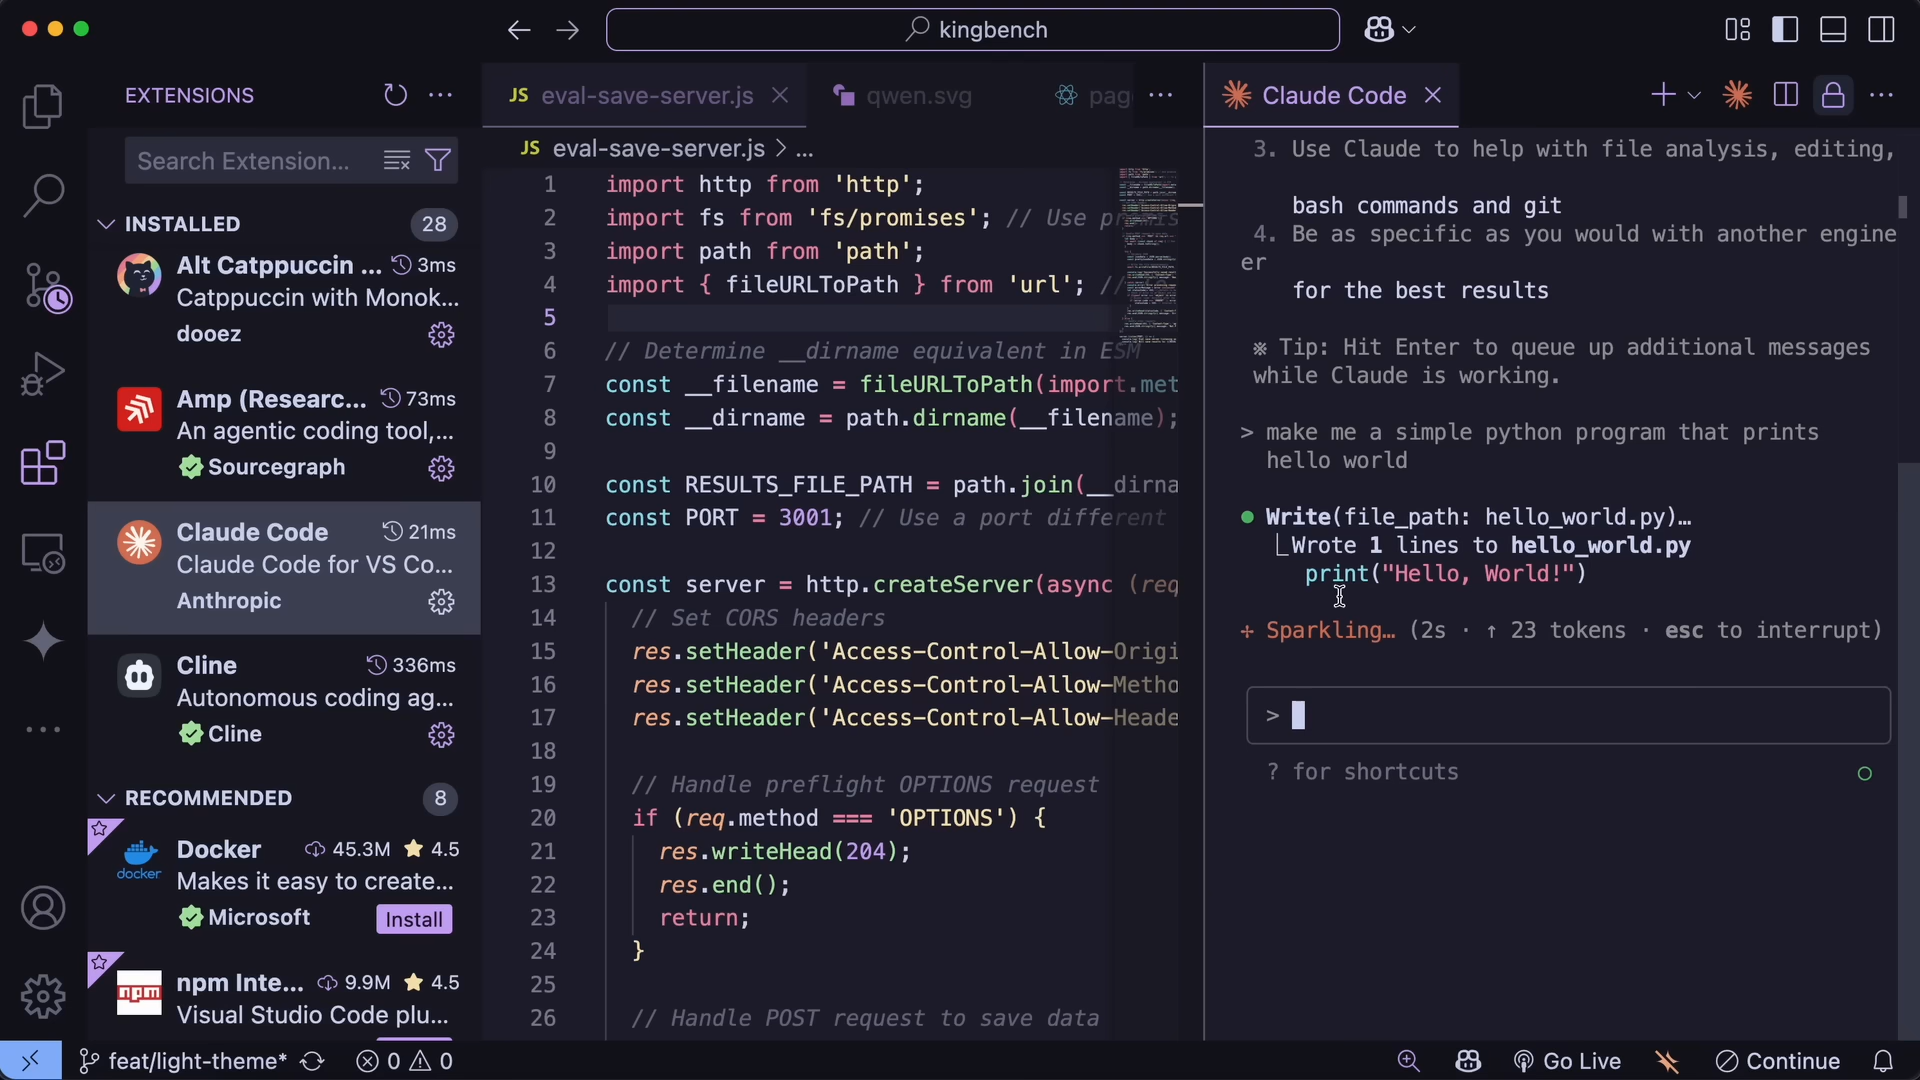 kingbench
EXTENSIONS
Search Extension...
INSTALLED
28
Alt Catppuccin ...
3ms
Catppuccin with Monok...
dooez
Amp (Researc...
73ms
An agentic coding tool,...
Sourcegraph
Claude Code
21ms
Claude Code for VS Co...
Anthropic
Cline
336ms
Autonomous coding ag...
Cline
RECOMMENDED
8
docker
Docker
45.3M
4.5
Makes it easy to create...
Microsoft
Install
npm
npm Inte...
9.9M
4.5
Visual Studio Code plu...
JS eval-save-server.js
qwen.svg
pag
...
JS eval-save-server.js > ...
1 import http from 'http';
2 import fs from 'fs/promises'; // Use promis
3 import path from 'path';
4 import { fileURLToPath } from 'url'; //
5
6 // Determine __dirname equivalent in ESM
7 const __filename = fileURLToPath(import.met
8 const __dirname = path.dirname(__filename);
9
10 const RESULTS_FILE_PATH = path.join(__dirna
11 const PORT = 3001; // Use a port different
12
13 const server = http.createServer(async (req
14 // Set CORS headers
15 res.setHeader('Access-Control-Allow-Origi
16 res.setHeader('Access-Control-Allow-Metho
17 res.setHeader('Access-Control-Allow-Heade
18
19 // Handle preflight OPTIONS request
20 if (req.method === 'OPTIONS') {
21 res.writeHead(204);
22 res.end();
23 return;
24 }
25
26 // Handle POST request to save data
Claude Code
3. Use Claude to help with file analysis, editing,
bash commands and git
4. Be as specific as you would with another engine
er
for the best results
※ Tip: Hit Enter to queue up additional messages
while Claude is working.
> make me a simple python program that prints
hello world
● Write(file_path: hello_world.py)…
⎣Wrote 1 lines to hello_world.py
print("Hello, World!")
✢ Sparkling… (2s · ↑ 23 tokens · esc to interrupt)
>
? for shortcuts
feat/light-theme*
0
0
Go Live
Continue